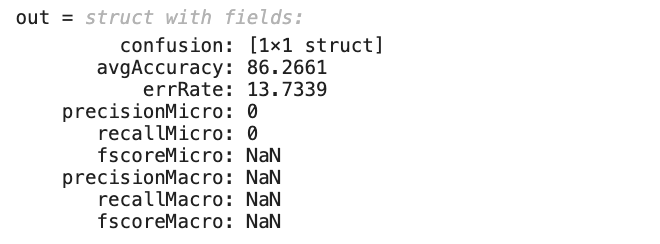 out = struct with fields:
confusion: [1×1 struct]
avgAccuracy: 86.2661
errRate: 13.7339
precisionMicro: 0
recallMicro: 0
fscoreMicro: NaN
precisionMacro: NaN
recallMacro: NaN
fscoreMacro: NaN